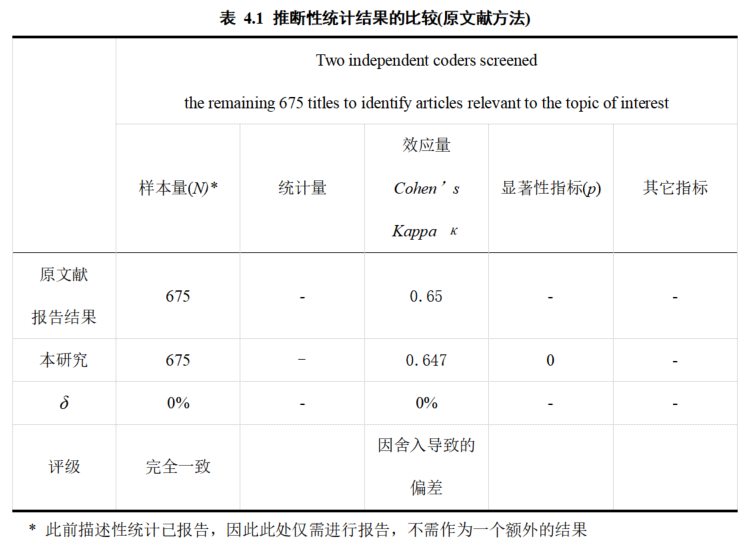 表 4.1 推断性统计结果的比较(原文献方法)
Two independent coders screened
the remaining 675 titles to identify articles relevant to the topic of interest
样本量(N)* 统计量 效应量 Cohen's Kappa κ 显著性指标(p) 其它指标
原文献报告结果 675 - 0.65 - -
本研究 675 - 0.647 0 -
δ 0% - 0% - -
评级 完全一致 因舍入导致的偏差
* 此前描述性统计已报告，因此此处仅需进行报告，不需作为一个额外的结果